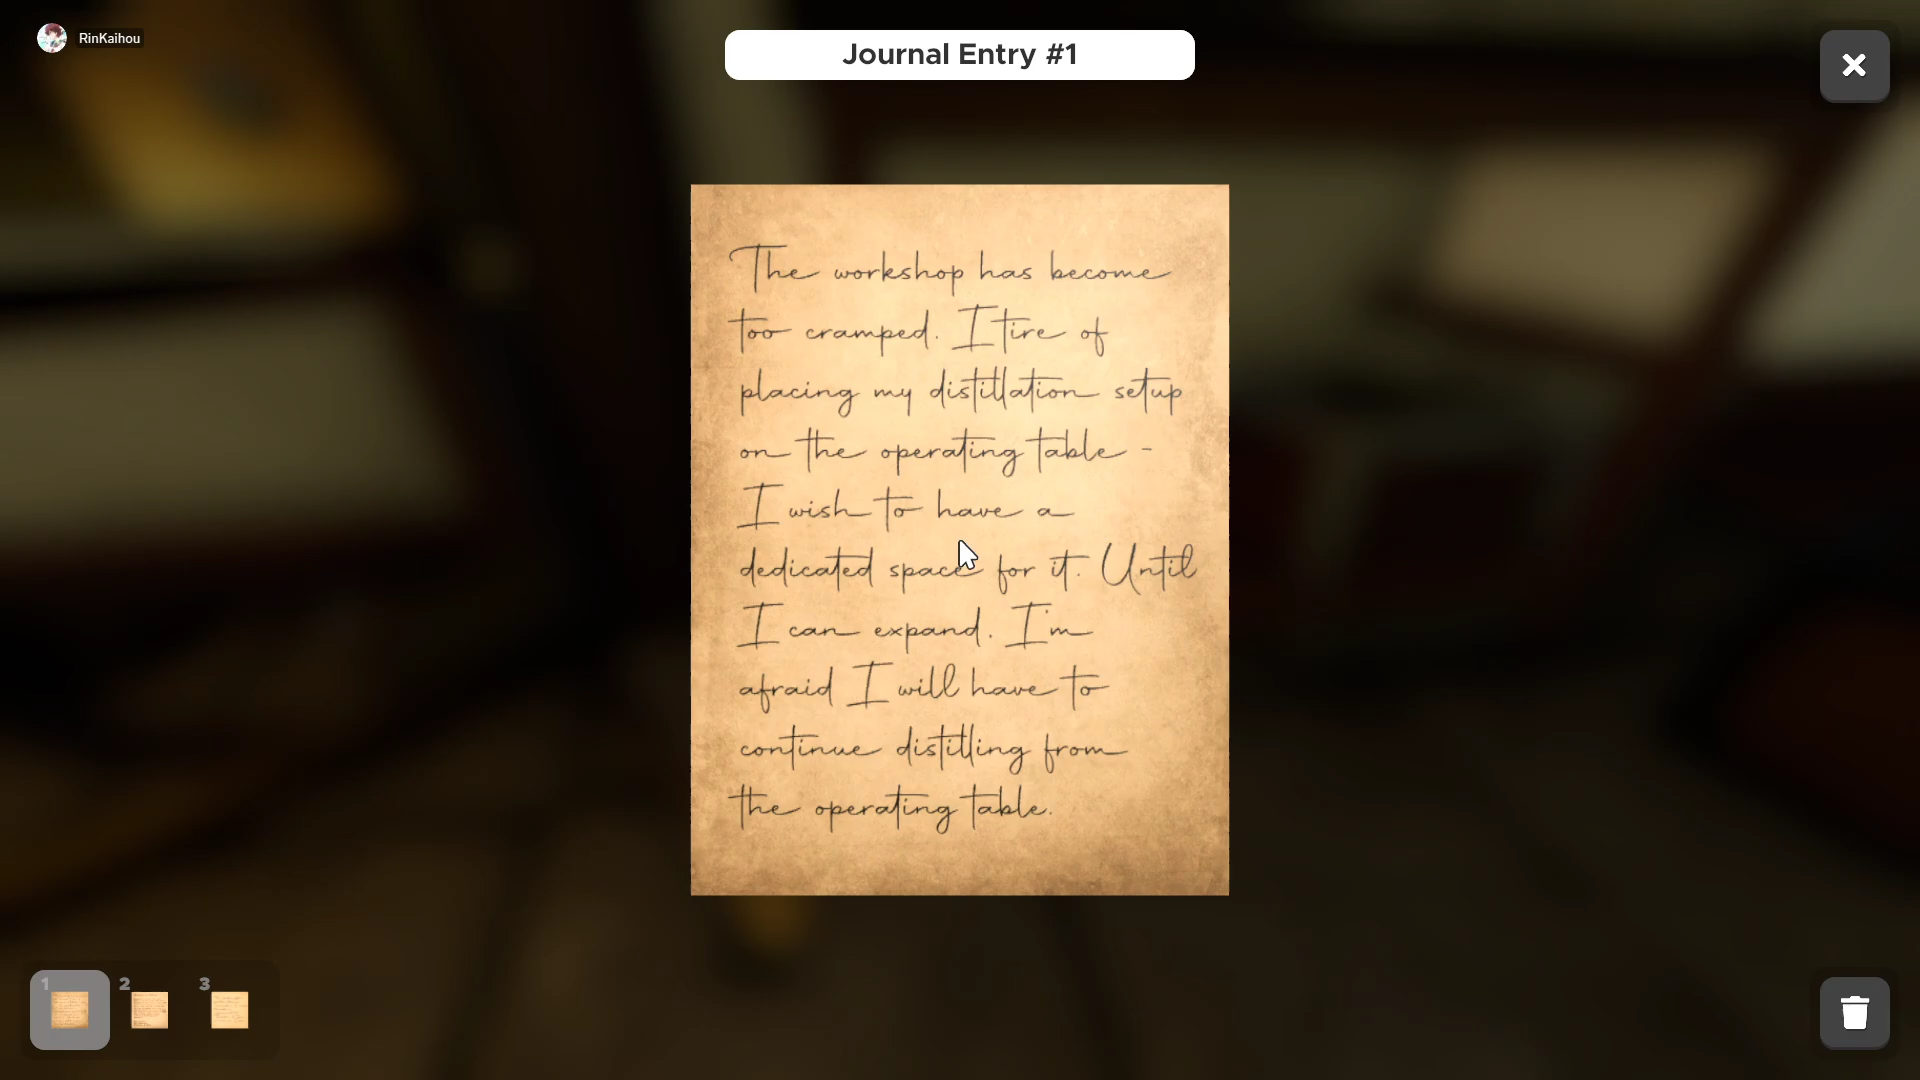 RinKaihou
Journal Entry #1
The workshop has become
too cramped. I tire of
placing my distillation setup
on the operating table -
I wish to have a
dedicated space for it. Until
I can expand. I'm
afraid I will have to
continue distilling from
the operating table.
1 2 3